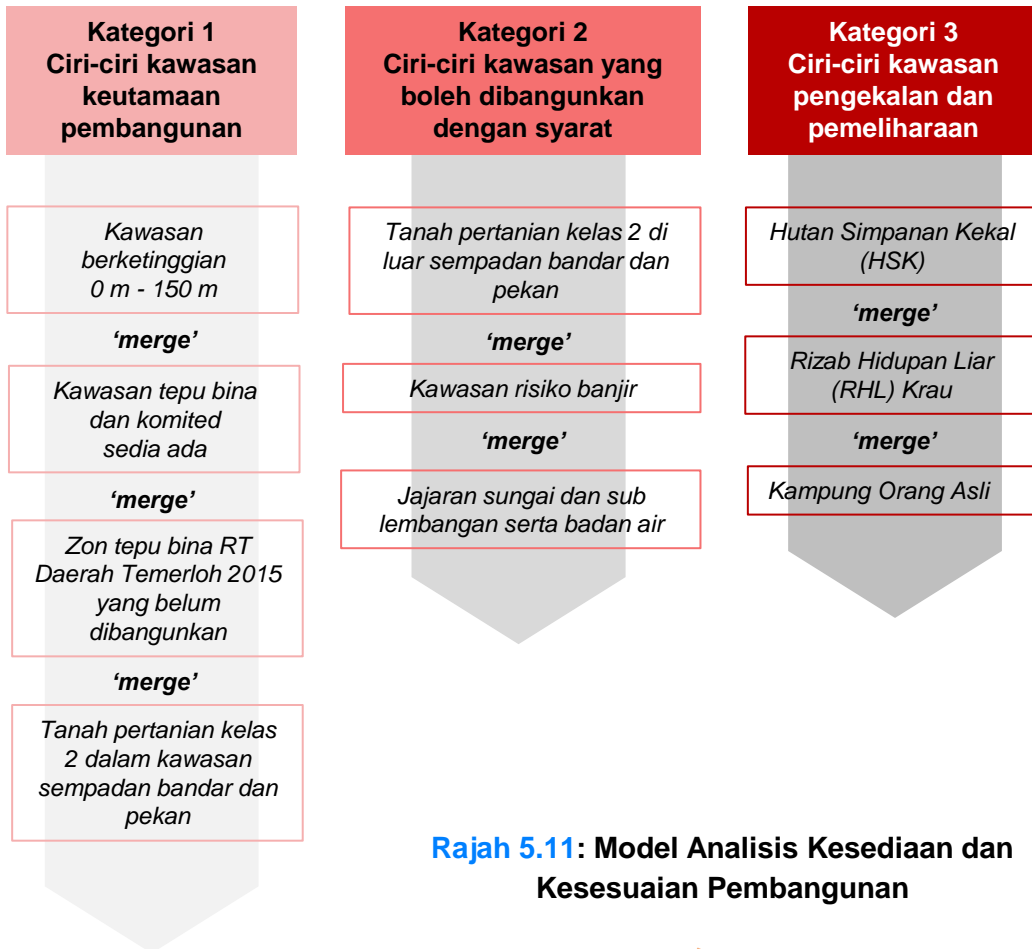 Kategori 1
Ciri-ciri kawasan
keutamaan
pembangunan
Kawasan
berketinggian
0 m - 150 m
‘merge’
Kawasan tepu bina
dan komited
sedia ada
‘merge’
Zon tepu bina RT
Daerah Temerloh 2015
yang belum
dibangunkan
‘merge’
Tanah pertanian kelas
2 dalam kawasan
sempadan bandar dan
pekan
Kategori 2
Ciri-ciri kawasan yang
boleh dibangunkan
dengan syarat
Tanah pertanian kelas 2 di
luar sempadan bandar dan
pekan
‘merge’
Kawasan risiko banjir
‘merge’
Jajaran sungai dan sub
lembangan serta badan air
Kategori 3
Ciri-ciri kawasan
pengekalan dan
pemeliharaan
Hutan Simpanan Kekal
(HSK)
‘merge’
Rizab Hidupan Liar
(RHL) Krau
‘merge’
Kampung Orang Asli
Rajah 5.11: Model Analisis Kesediaan dan
Kesesuaian Pembangunan